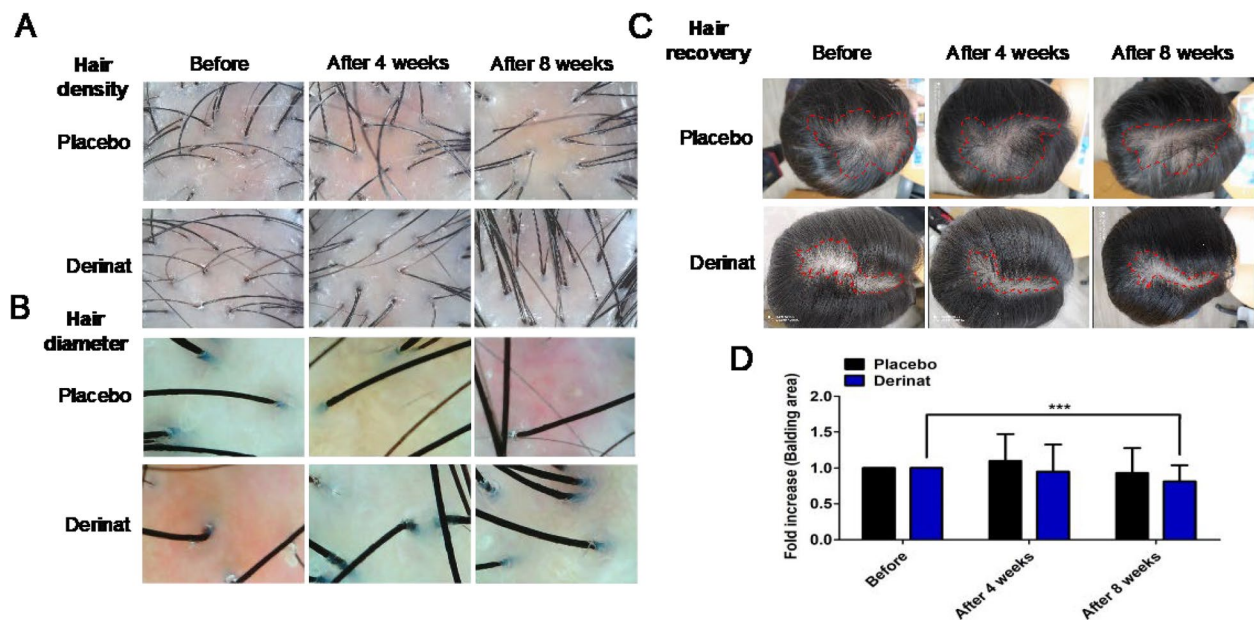 A
Hair
density
Before
After 4 weeks
After 8 weeks
Placebo
Derinat
B
Hair
diameter
Placebo
Derinat
C
Hair
recovery
Before
After 4 weeks
After 8 weeks
Placebo
Derinat
D
Placebo
Derinat
***
Fold increase (Balding area)
2.0
1.5
1.0
0.5
0.0
Before
After 4 weeks
After 8 weeks